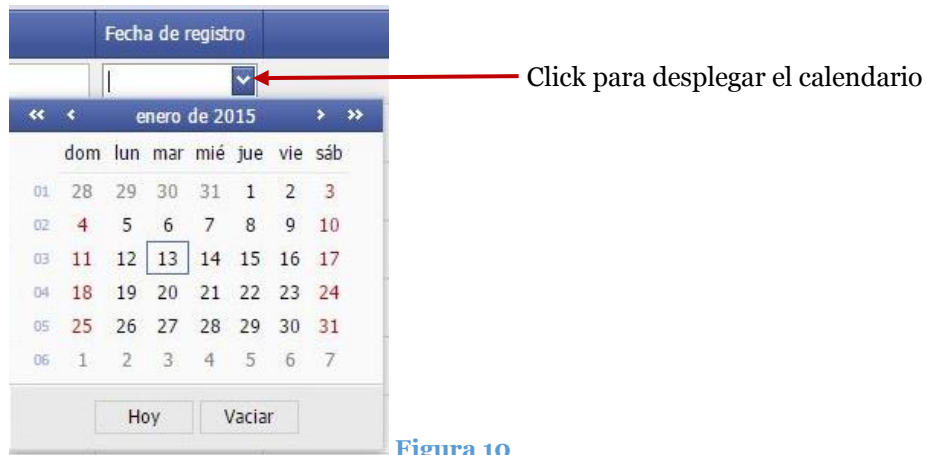 Fecha de registro
Click para desplegar el calendario
« ‹ enero de 2015 › »
dom lun mar mié jue vie sáb
01 28 29 30 31 1 2 3
02 4 5 6 7 8 9 10
03 11 12 13 14 15 16 17
04 18 19 20 21 22 23 24
05 25 26 27 28 29 30 31
06 1 2 3 4 5 6 7
Hoy Vaciar
Figura 10